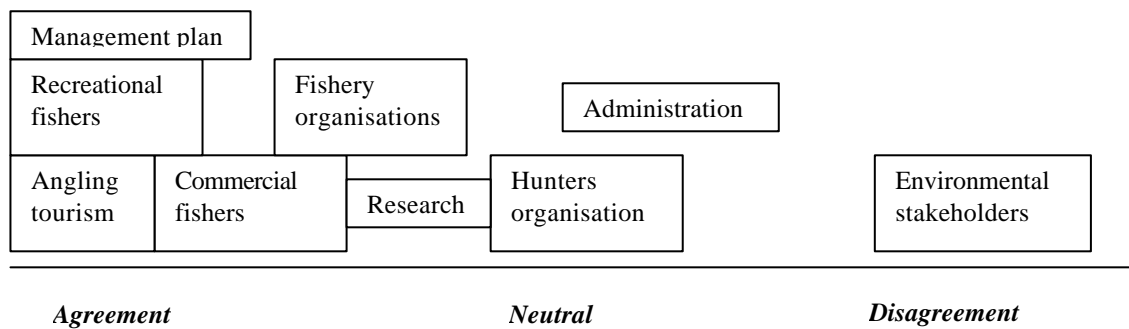 Management plan
Recreational
fishers
Fishery
organisations
Administration
Angling
tourism
Commercial
fishers
Research
Hunters
organisation
Environmental
stakeholders
Agreement
Neutral
Disagreement